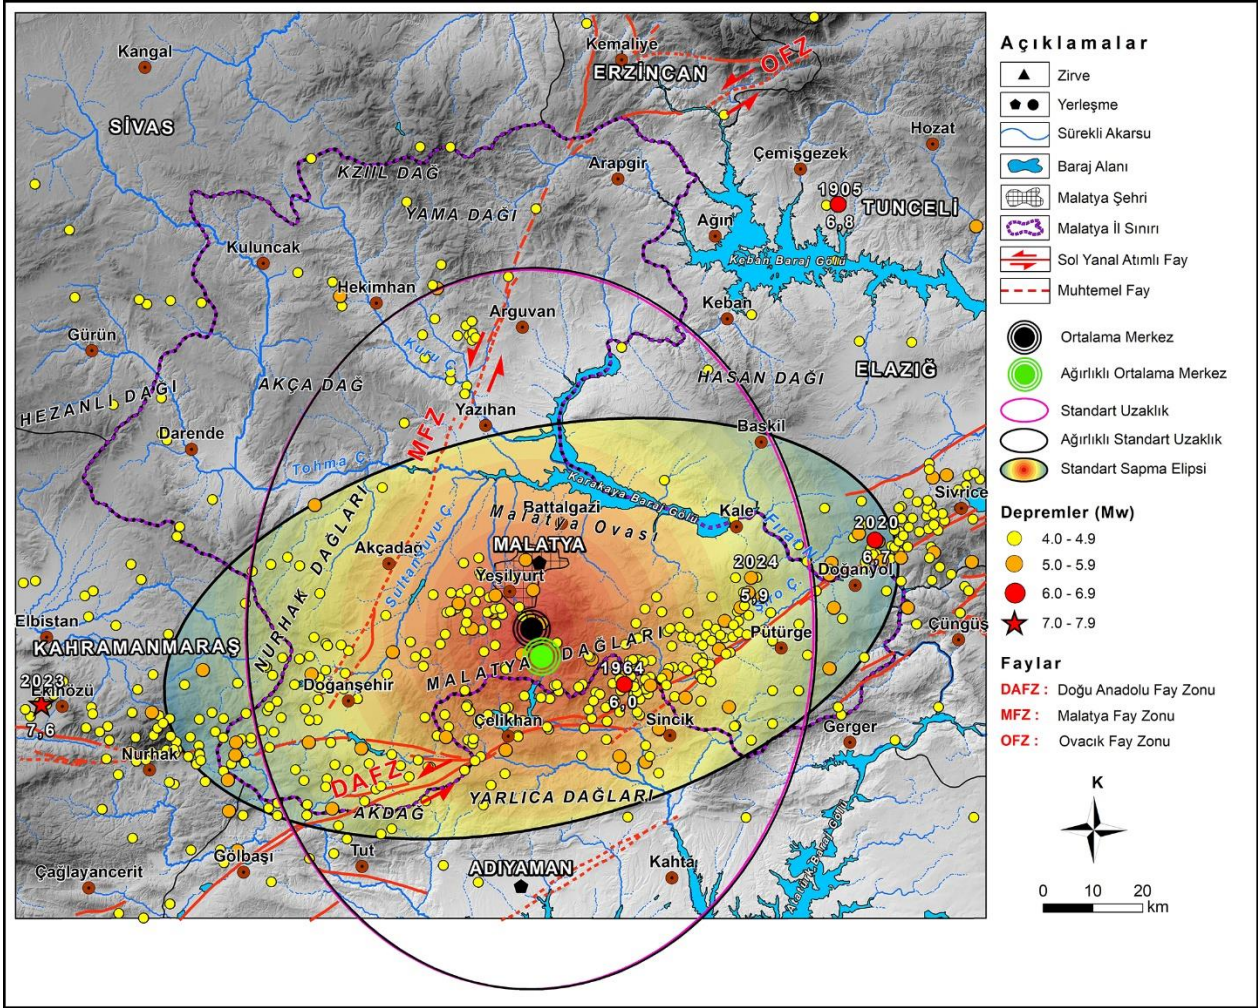 Kangal
Kemaliye
ERZİNCAN
OFZ
SİVAS
Hozat
Arapgir
Çemişgezek
KZIIL DAĞ
1905
TUNCELİ
6,8
YAMA DAĞI
Ağın
Kuluncak
Keban Baraj Gölü
Hekimhan
Keban
Arguvan
Gürün
Kuru Ç.
ELAZIĞ
HEZANLI DAĞI
AKÇA DAĞ
HASAN DAĞI
Yazıhan
MFZ
Darende
Baskil
Tohma Ç.
Karakaya Baraj Gölü
Sivrice
Battalgazi
Malatya Ovası
Kale
Fırat N.
2020
6,7
MALATYA
Akçadağ
Sultansuyu Ç.
Yeşilyurt
2024
5,9
Doğanyol
Şiro Ç.
Elbistan
KAHRAMANMARAŞ
NURHAK DAĞLARI
Pütürge
Çüngüş
MALATYA DAĞLARI
1964
6,0
2023
Ekinözü
7,6
Doğanşehir
Çelikhan
Sincik
Gerger
Nurhak
DAFZ
YARLICA DAĞLARI
AKDAĞ
Gölbaşı
Tut
Çağlayancerit
ADIYAMAN
Kahta
Atatürk Baraj Gölü
Açıklamalar
Zirve
Yerleşme
Sürekli Akarsu
Baraj Alanı
Malatya Şehri
Malatya İl Sınırı
Sol Yanal Atımlı Fay
Muhtemel Fay
Ortalama Merkez
Ağırlıklı Ortalama Merkez
Standart Uzaklık
Ağırlıklı Standart Uzaklık
Standart Sapma Elipsi
Depremler (Mw)
4.0 - 4.9
5.0 - 5.9
6.0 - 6.9
7.0 - 7.9
Faylar
DAFZ : Doğu Anadolu Fay Zonu
MFZ : Malatya Fay Zonu
OFZ : Ovacık Fay Zonu
K
0 10 20
km